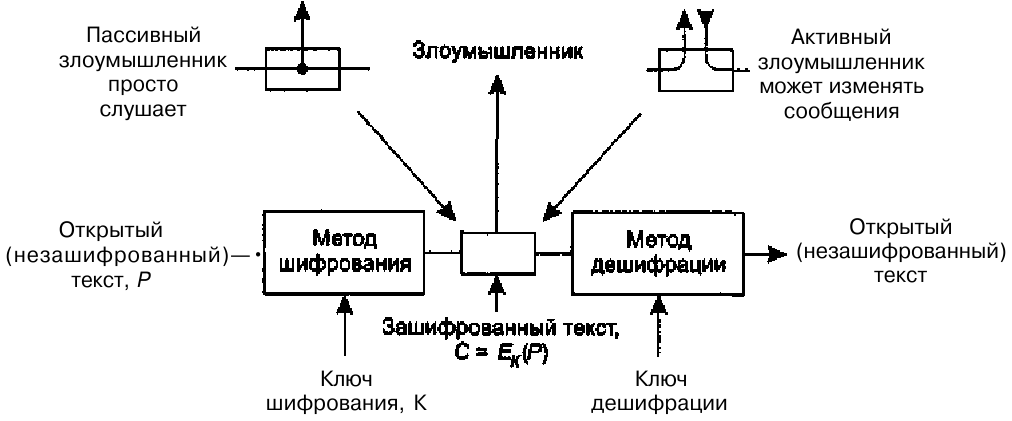 Пассивный
злоумышленник
просто
слушает
Злоумышленник
Активный
злоумышленник
может изменять
сообщения
Открытый
(незашифрованный)
текст, P
Метод
шифрования
Метод
дешифрации
Открытый
(незашифрованный)
текст
Зашифрованный текст,
C = E_K(P)
Ключ
шифрования, К
Ключ
дешифрации